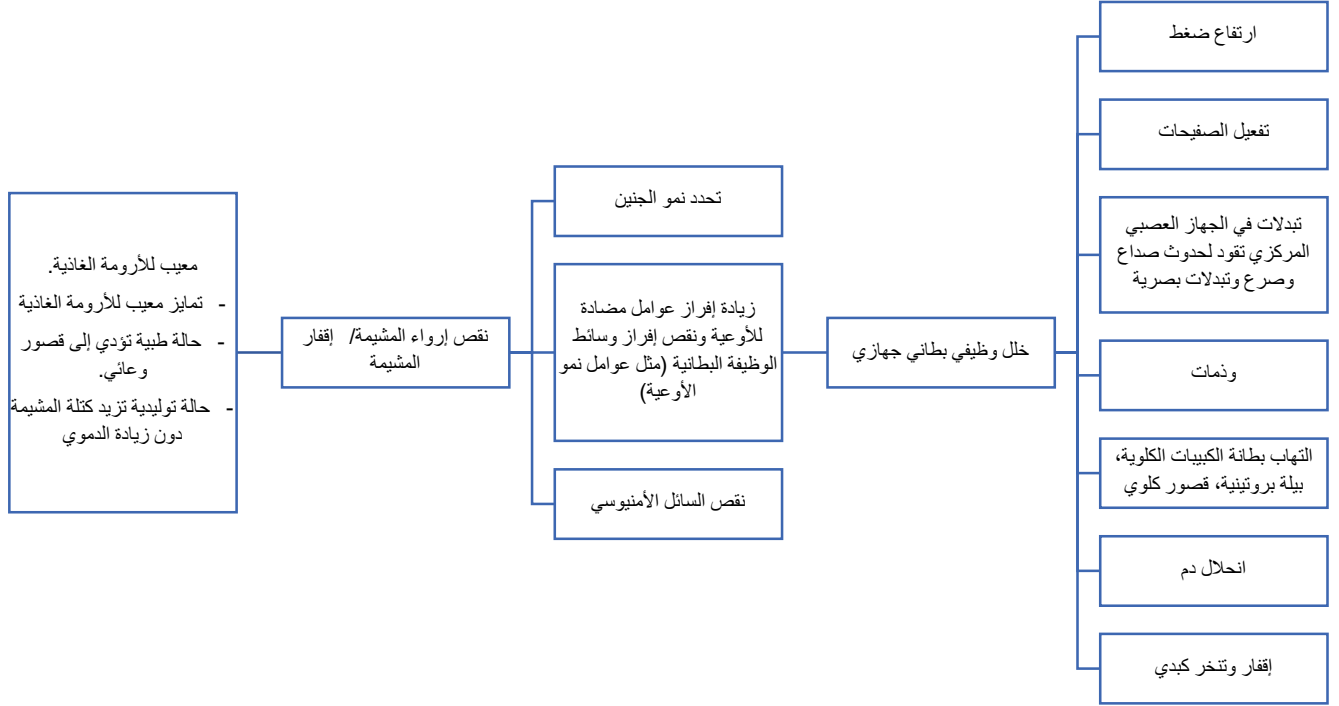 معيب للأرومة الغاذية.
- تمايز معيب للأرومة الغاذية
- حالة طبية تؤدي إلى قصور
وعائي.
- حالة توليدية تزيد كتلة المشيمة
دون زيادة الدموي
نقص إرواء المشيمة/ إقفار
المشيمة
تحدد نمو الجنين
زيادة إفراز عوامل مضادة
للأوعية ونقص إفراز وسائط
الوظيفة البطانية (مثل عوامل نمو
الأوعية)
نقص السائل الأمنيوسي
خلل وظيفي بطاني جهازي
ارتفاع ضغط
تفعيل الصفيحات
تبدلات في الجهاز العصبي
المركزي تقود لحدوث صداع
وصرع وتبدلات بصرية
وذمات
التهاب بطانة الكبيبات الكلوية،
بيلة بروتينية، قصور كلوي
انحلال دم
إقفار وتنخر كبدي